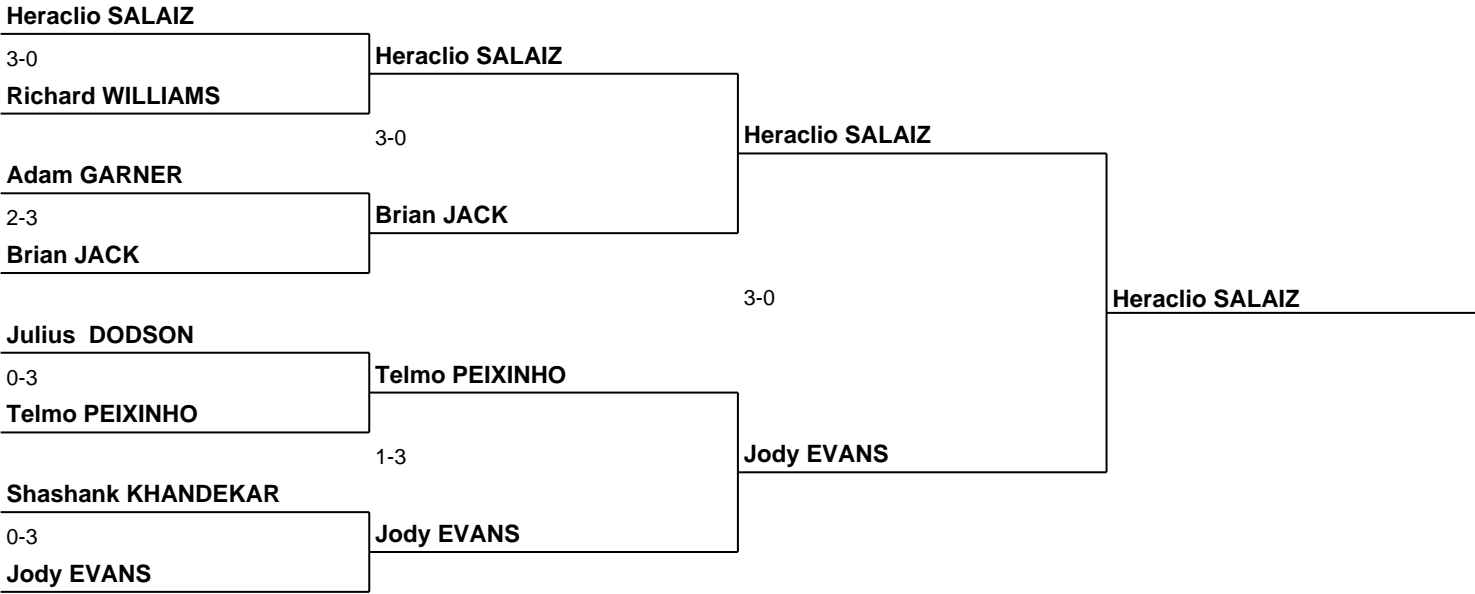 Heraclio SALAIZ
3-0
Richard WILLIAMS
Heraclio SALAIZ
3-0
Adam GARNER
2-3
Brian JACK
Brian JACK
Heraclio SALAIZ
3-0
Heraclio SALAIZ
Julius  DODSON
0-3
Telmo PEIXINHO
Telmo PEIXINHO
1-3
Shashank KHANDEKAR
0-3
Jody EVANS
Jody EVANS
Jody EVANS